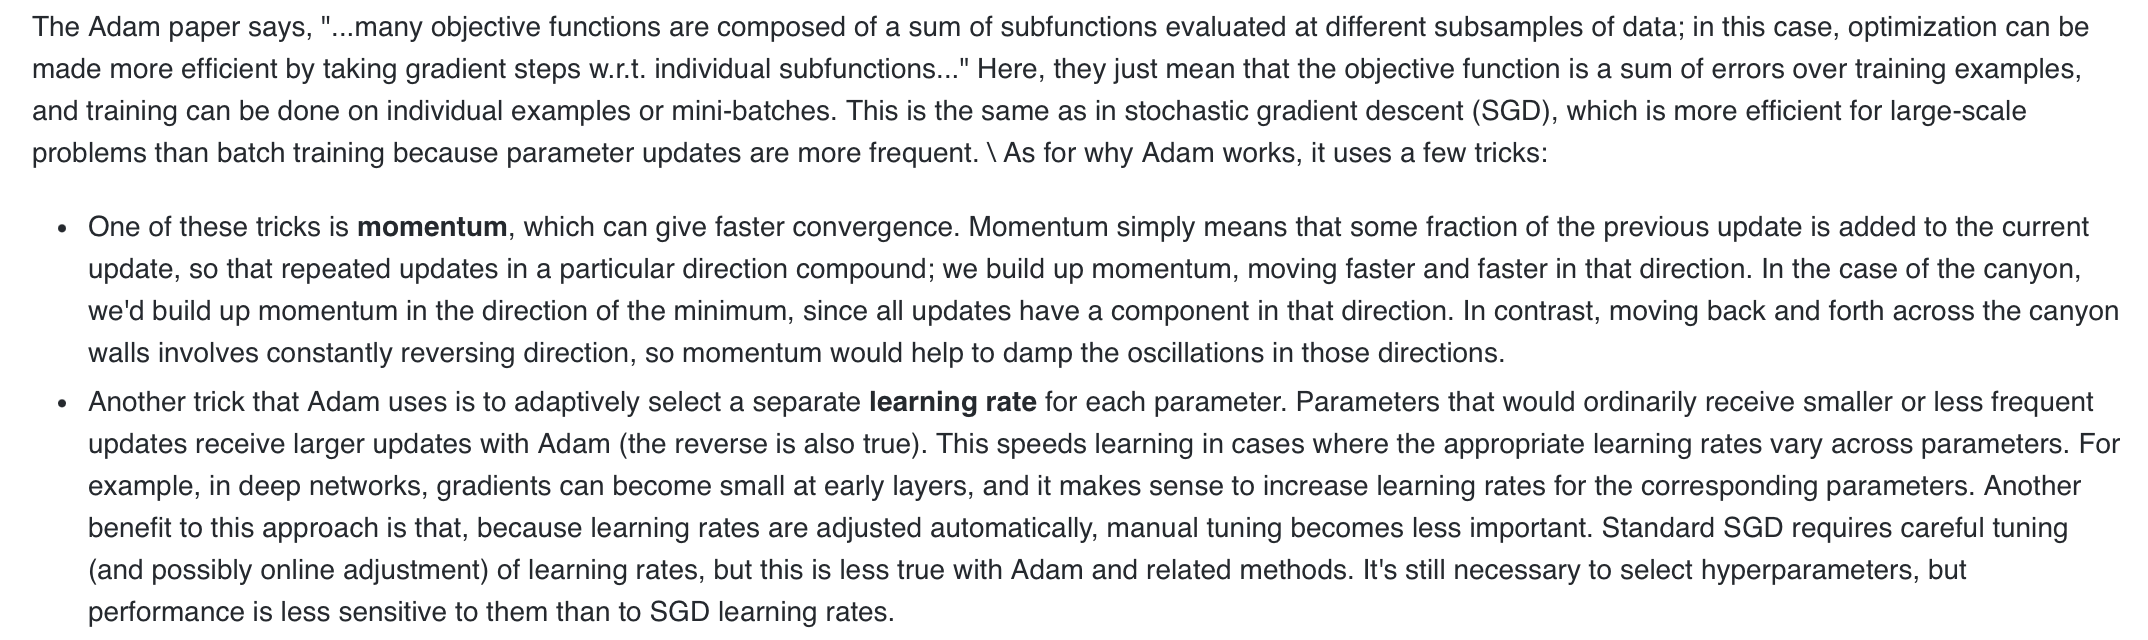 The Adam paper says, "...many objective functions are composed of a sum of subfunctions evaluated at different subsamples of data; in this case, optimization can be
made more efficient by taking gradient steps w.r.t. individual subfunctions..." Here, they just mean that the objective function is a sum of errors over training examples,
and training can be done on individual examples or mini-batches. This is the same as in stochastic gradient descent (SGD), which is more efficient for large-scale
problems than batch training because parameter updates are more frequent. \ As for why Adam works, it uses a few tricks:
• One of these tricks is momentum, which can give faster convergence. Momentum simply means that some fraction of the previous update is added to the current
update, so that repeated updates in a particular direction compound; we build up momentum, moving faster and faster in that direction. In the case of the canyon,
we'd build up momentum in the direction of the minimum, since all updates have a component in that direction. In contrast, moving back and forth across the canyon
walls involves constantly reversing direction, so momentum would help to damp the oscillations in those directions.
• Another trick that Adam uses is to adaptively select a separate learning rate for each parameter. Parameters that would ordinarily receive smaller or less frequent
updates receive larger updates with Adam (the reverse is also true). This speeds learning in cases where the appropriate learning rates vary across parameters. For
example, in deep networks, gradients can become small at early layers, and it makes sense to increase learning rates for the corresponding parameters. Another
benefit to this approach is that, because learning rates are adjusted automatically, manual tuning becomes less important. Standard SGD requires careful tuning
(and possibly online adjustment) of learning rates, but this is less true with Adam and related methods. It's still necessary to select hyperparameters, but
performance is less sensitive to them than to SGD learning rates.